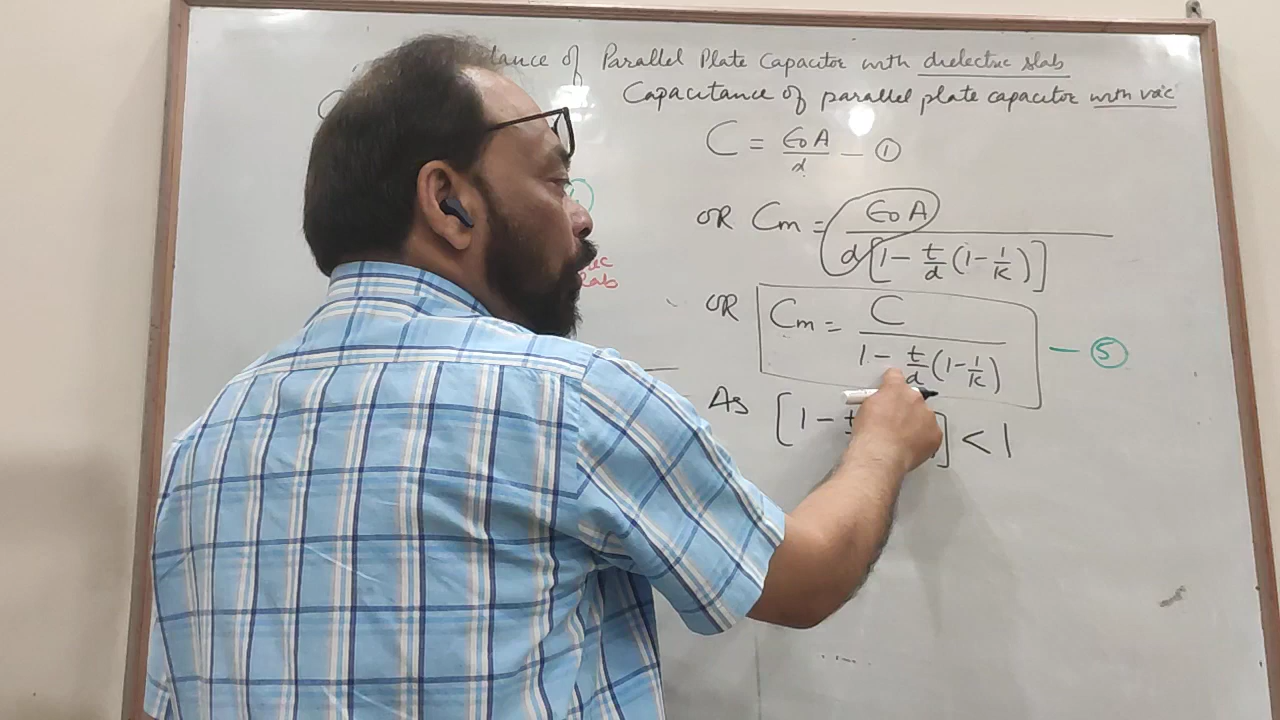 of Parallel Plate Capacitor with dielectric slab
Capacitance of parallel plate capacitor with vac
C = ε₀A/d — ①
OR Cm = ε₀A / d[1 - t/d(1 - 1/K)]
OR Cm = C / 1 - t/d(1 - 1/K) — ⑤
As [1 - t ] < 1